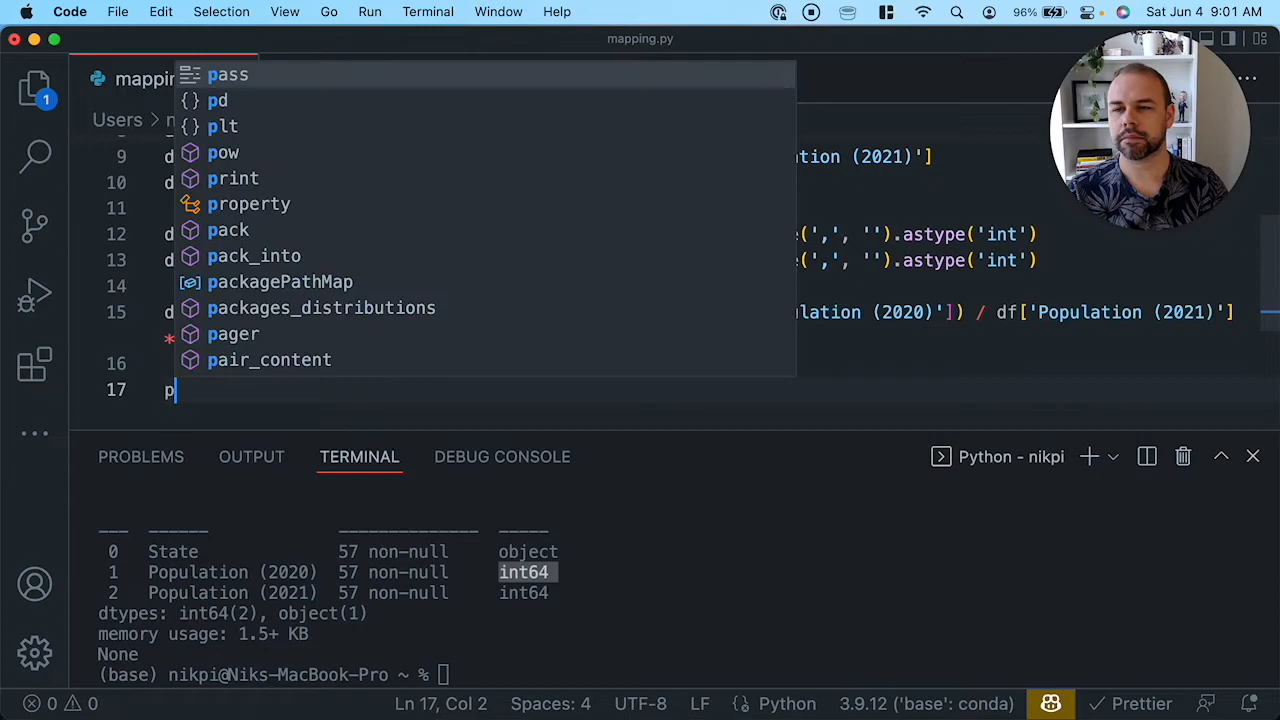 Code File Edit Selection View Go Run Terminal Window Help 96% Sat Jun 4 9:01 AM
mapping.py
1
Users >
pass
pd
plt
pow
print
property
pack
pack_into
packagePathMap
packages_distributions
pager
pair_content
9 d ation (2021)']
10 d
11
12 d e(',', '').astype('int')
13 d e(',', '').astype('int')
14
15 d ulation (2020)']) / df['Population (2021)']
*
16
17 p
PROBLEMS OUTPUT TERMINAL DEBUG CONSOLE Python - nikpi
--- ------ -------------- -----
0 State 57 non-null object
1 Population (2020) 57 non-null int64
2 Population (2021) 57 non-null int64
dtypes: int64(2), object(1)
memory usage: 1.5+ KB
None
(base) nikpi@Niks-MacBook-Pro ~ %
0 0 Ln 17, Col 2 Spaces: 4 UTF-8 LF {} Python 3.9.12 ('base': conda) Prettier